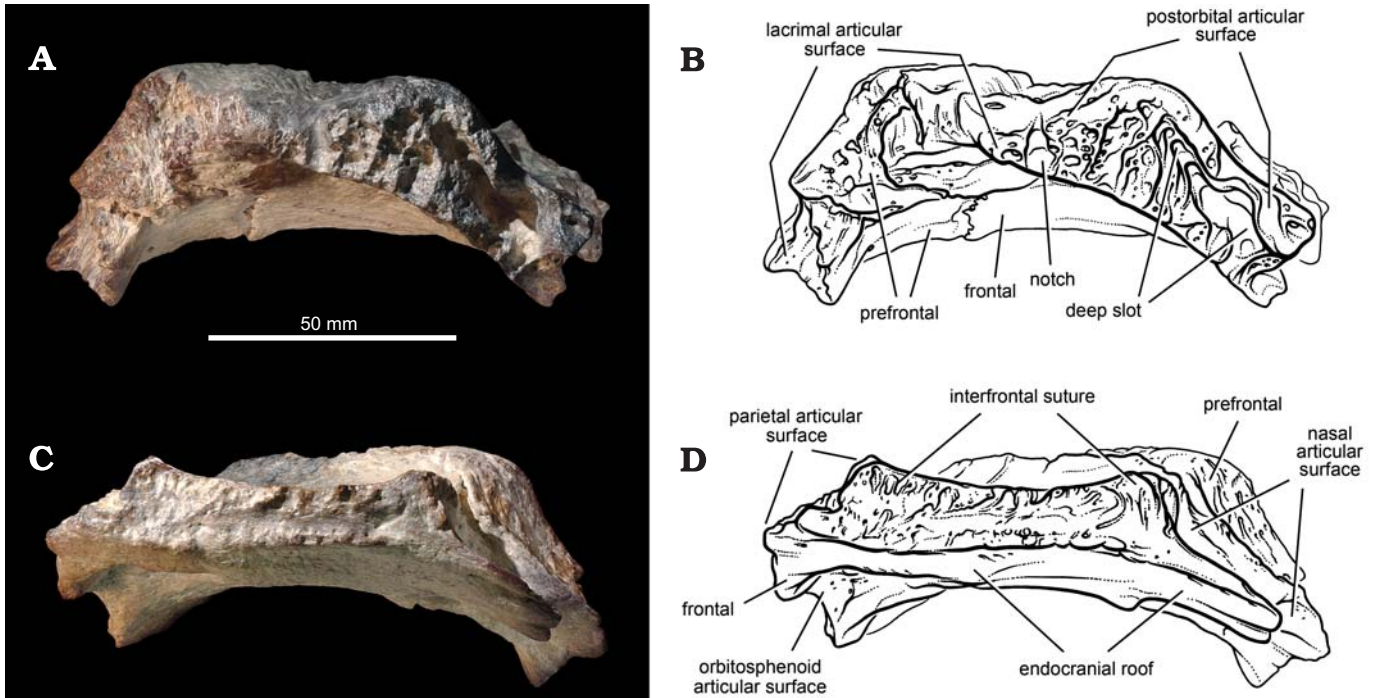 A
50 mm
B
lacrimal articular
surface
postorbital articular
surface
prefrontal
frontal
notch
deep slot
C
D
parietal articular
surface
interfrontal suture
prefrontal
nasal
articular
surface
frontal
orbitosphenoid
articular surface
endocranial roof